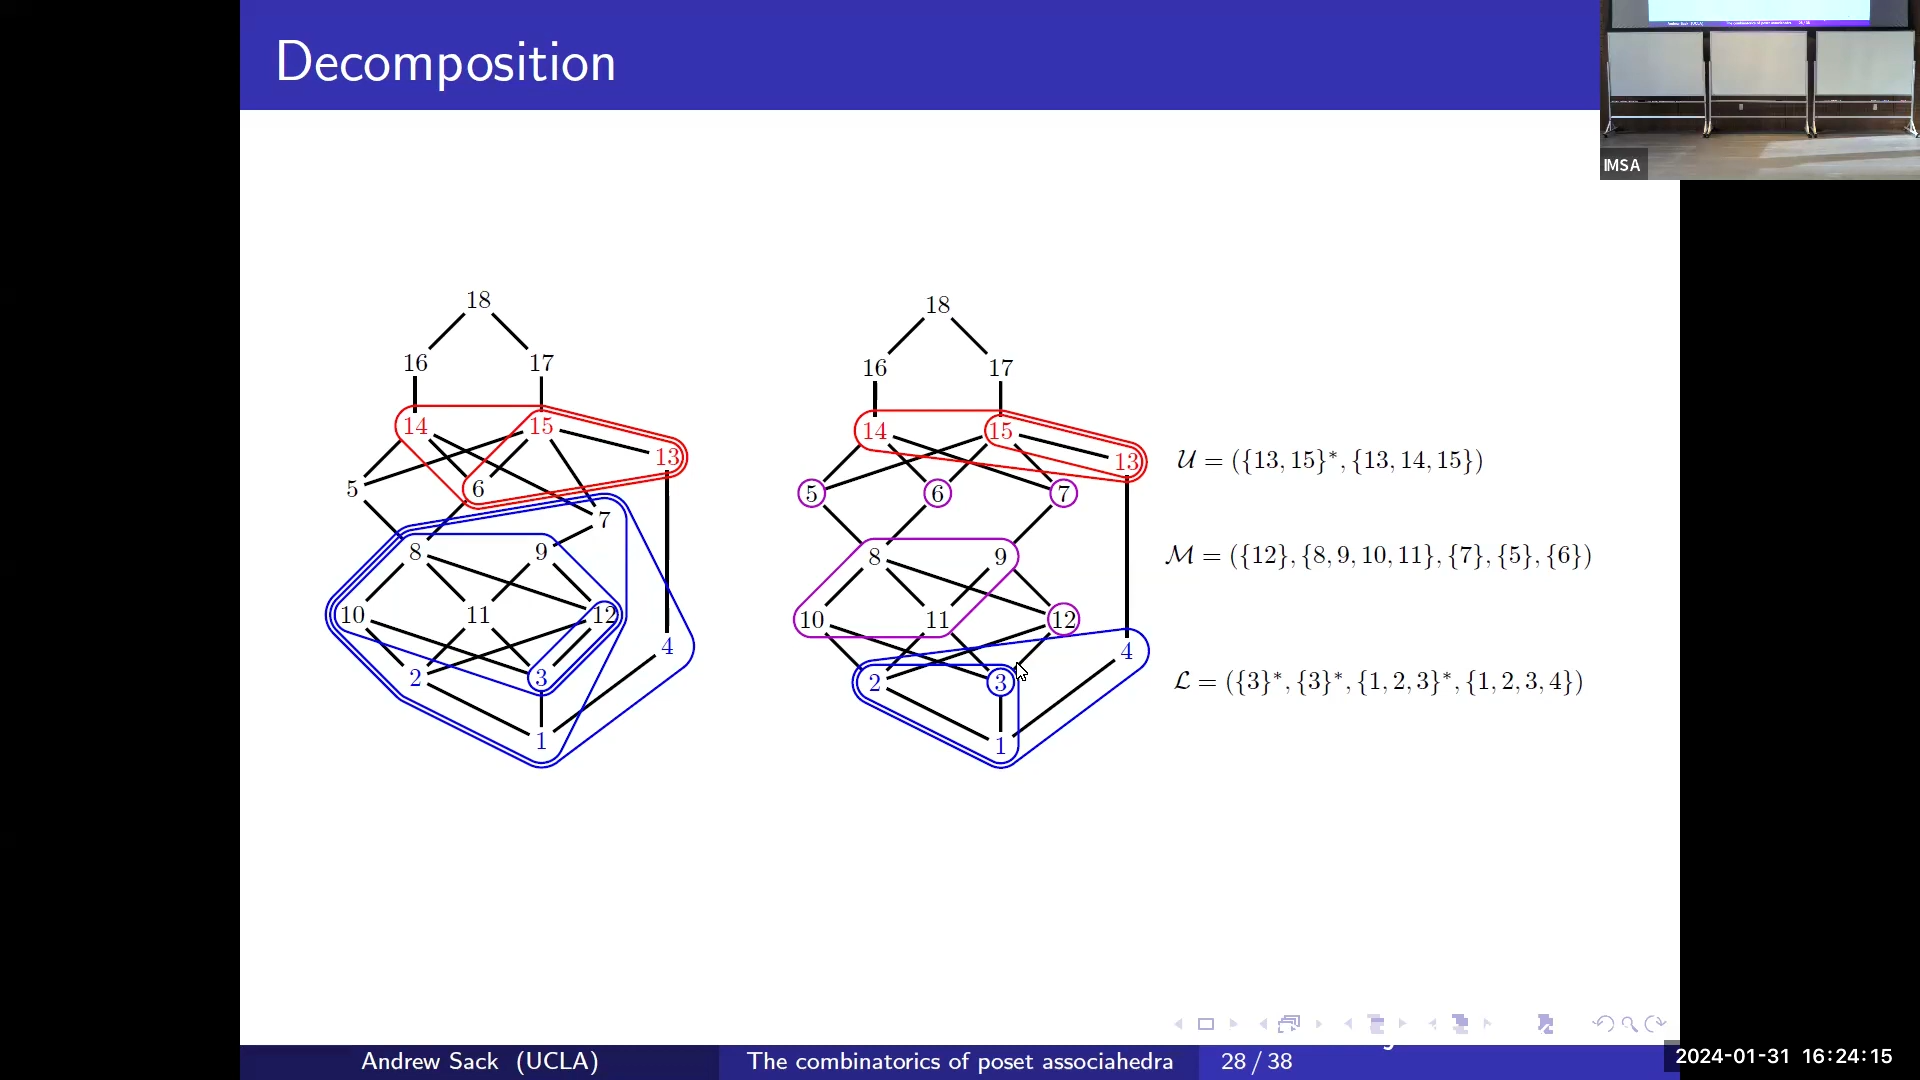 Decomposition
IMSA
18
16 17
14 15
13
5 6
7
8 9
10 11 12
4
2 3
1
18
16 17
14 15
13
5 6 7
8 9
10 11 12
4
2 3
1
𝒰 = ({13, 15}*, {13, 14, 15})
ℳ = ({12}, {8, 9, 10, 11}, {7}, {5}, {6})
ℒ = ({3}*, {3}*, {1, 2, 3}*, {1, 2, 3, 4})
Andrew Sack (UCLA) The combinatorics of poset associahedra 28 / 38
2024-01-31 16:24:15